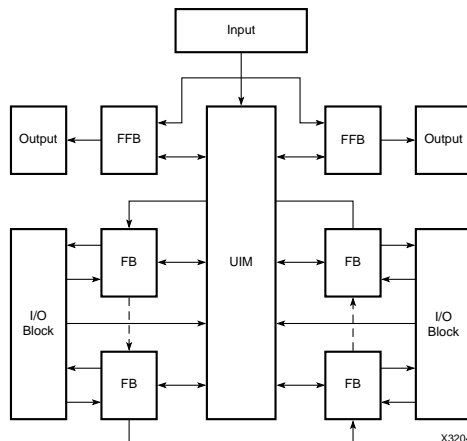 Input
Output
FFB
FFB
Output
FB
UIM
FB
I/O
Block
I/O
Block
FB
FB